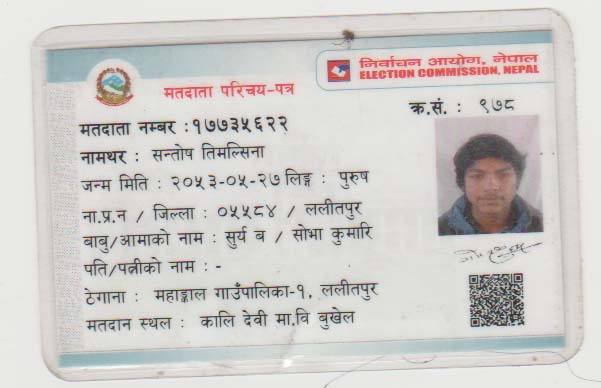 निर्वाचन आयोग, नेपाल
ELECTION COMMISSION, NEPAL
मतदाता परिचय-पत्र
क्र.सं. : ९७८
मतदाता नम्बर : १७७३५६२२
नामथर : सन्तोष तिमल्सिना
जन्म मिति : २०५३-०५-२७ लिङ्ग : पुरुष
ना.प्र.न / जिल्ला : ०५५८४ / ललीतपुर
बाबु/आमाको नाम : सुर्य व / सोभा कुमारि
पति/पत्नीको नाम : -
ठेगाना : महाङ्काल गाउँपालिका-१, ललीतपुर
मतदान स्थल : कालि देवी मा.वि बुखेल